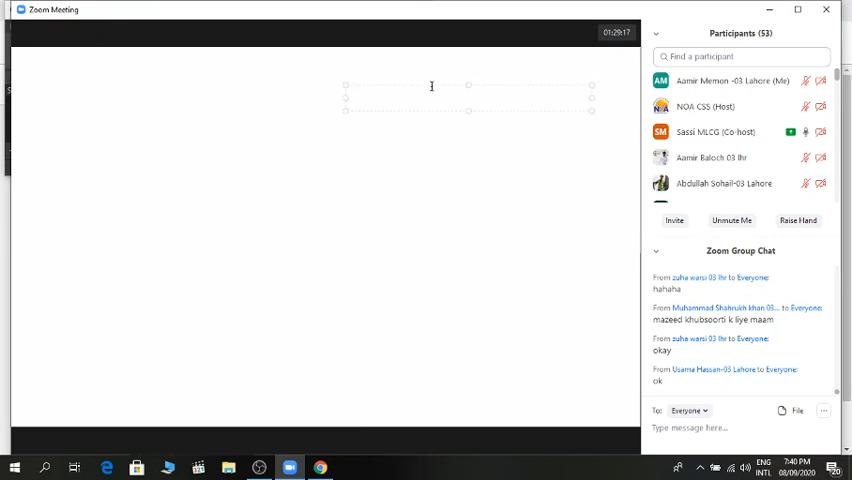 Zoom Meeting
01:29:17
Participants (53)
Find a participant
AM Aamir Memon -03 Lahore (Me)
NOA CSS (Host)
SM Sassi MLCG (Co-host)
Aamir Baloch 03 lhr
Abdullah Sohail-03 Lahore
Invite Unmute Me Raise Hand
Zoom Group Chat
From zuha warsi 03 lhr to Everyone:
hahaha
From Muhammad Shahrukh khan 03... to Everyone:
mazeed khubsoorti k liye maam
From zuha warsi 03 lhr to Everyone:
okay
From Usama Hassan-03 Lahore to Everyone:
ok
To: Everyone File ...
Type message here...
ENG 7:40 PM
INTL 08/09/2020 20